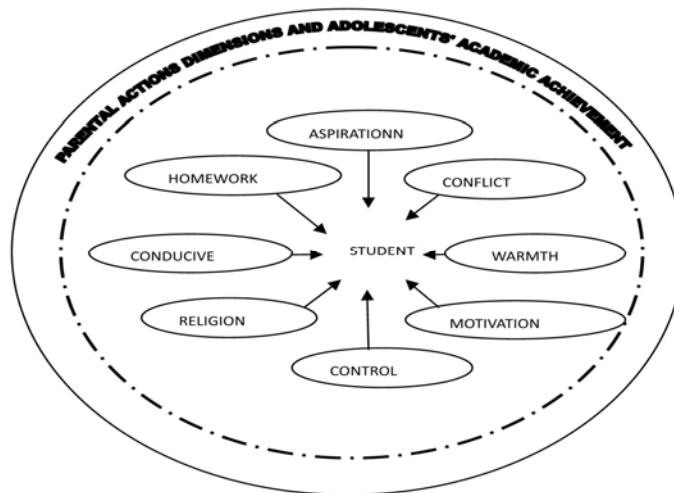 PARENTAL ACTIONS DIMENSIONS AND ADOLESCENTS' ACADEMIC ACHIEVEMENT
ASPIRATIONN
HOMEWORK
CONFLICT
CONDUCIVE
STUDENT
WARMTH
RELIGION
MOTIVATION
CONTROL